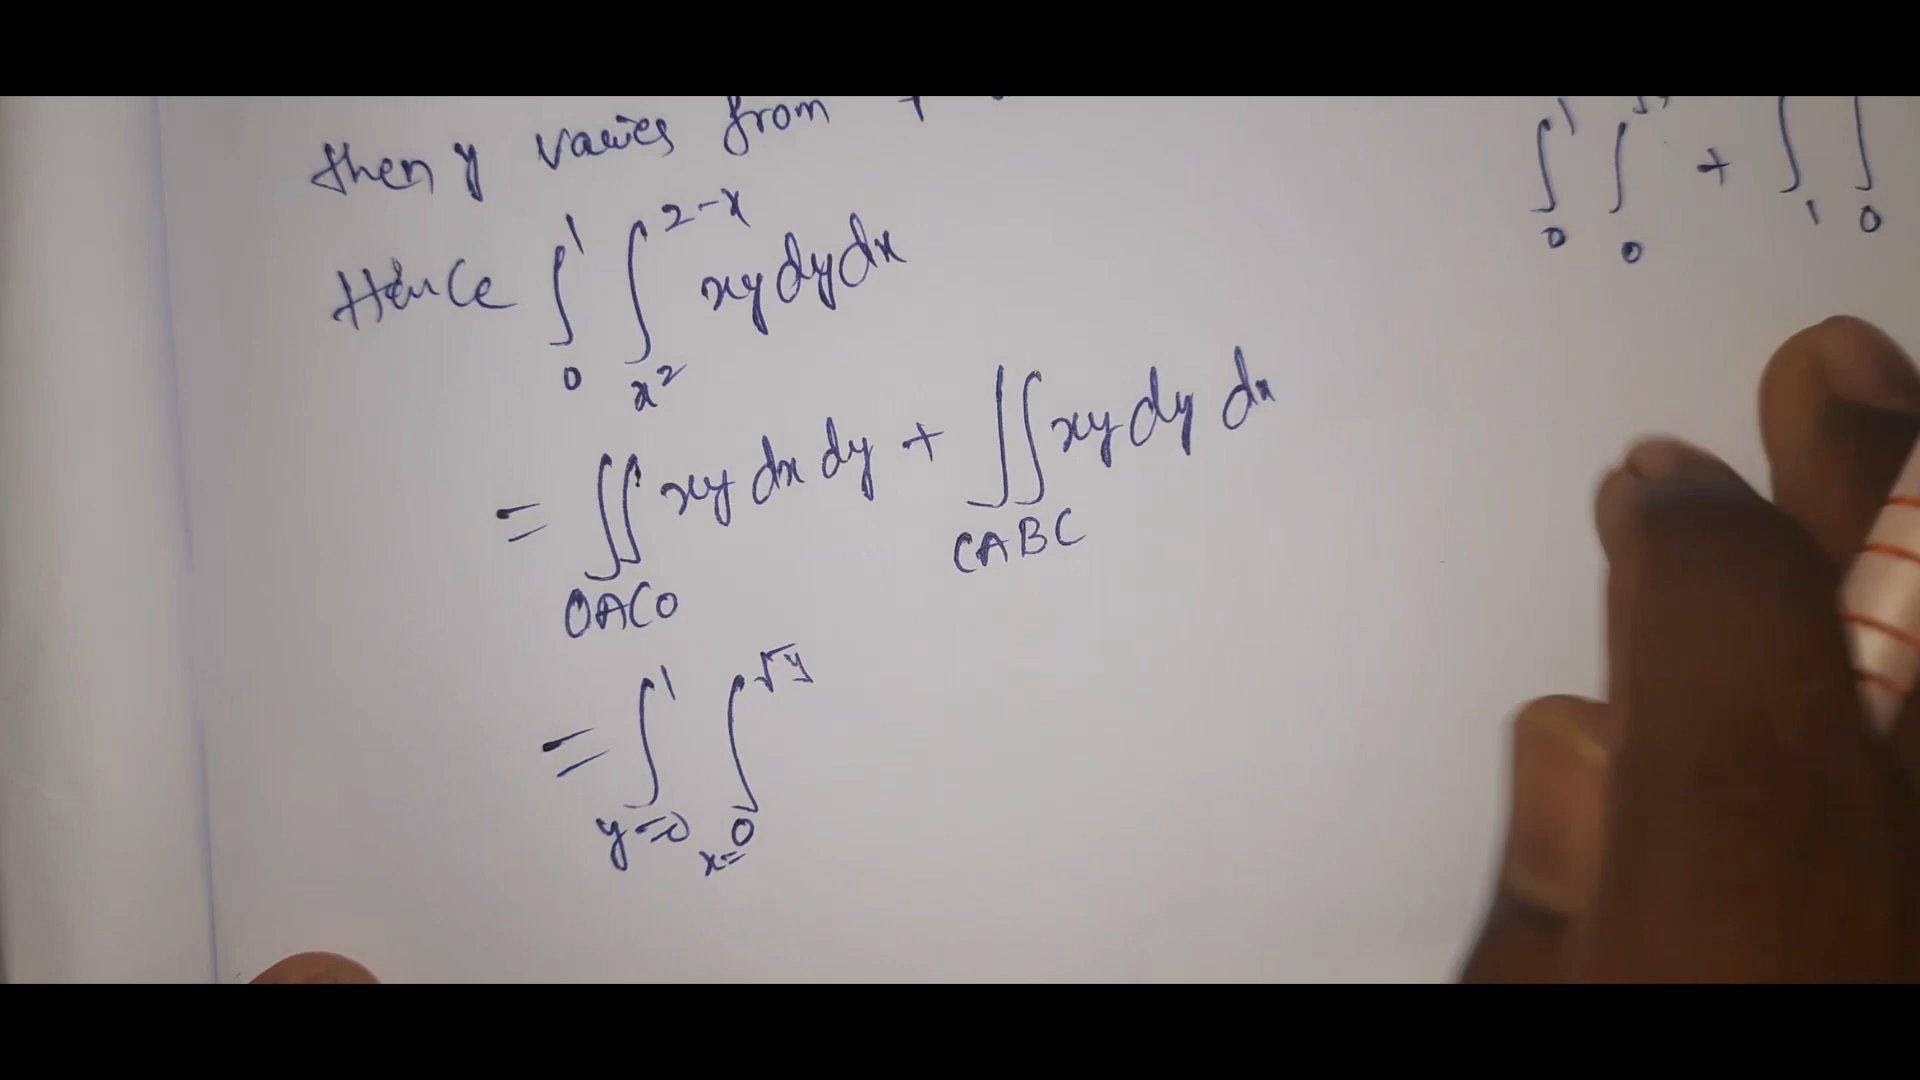 then y varies from
Hence ∫₀¹ ∫_{x²}^{2-x} xy dy dx
= ∬_{OACO} xy dx dy + ∬_{CABC} xy dy dx
= ∫_{y=0}^{1} ∫_{x=0}^{√y}
∫₀¹ ∫₀ + ∫₁ ∫₀